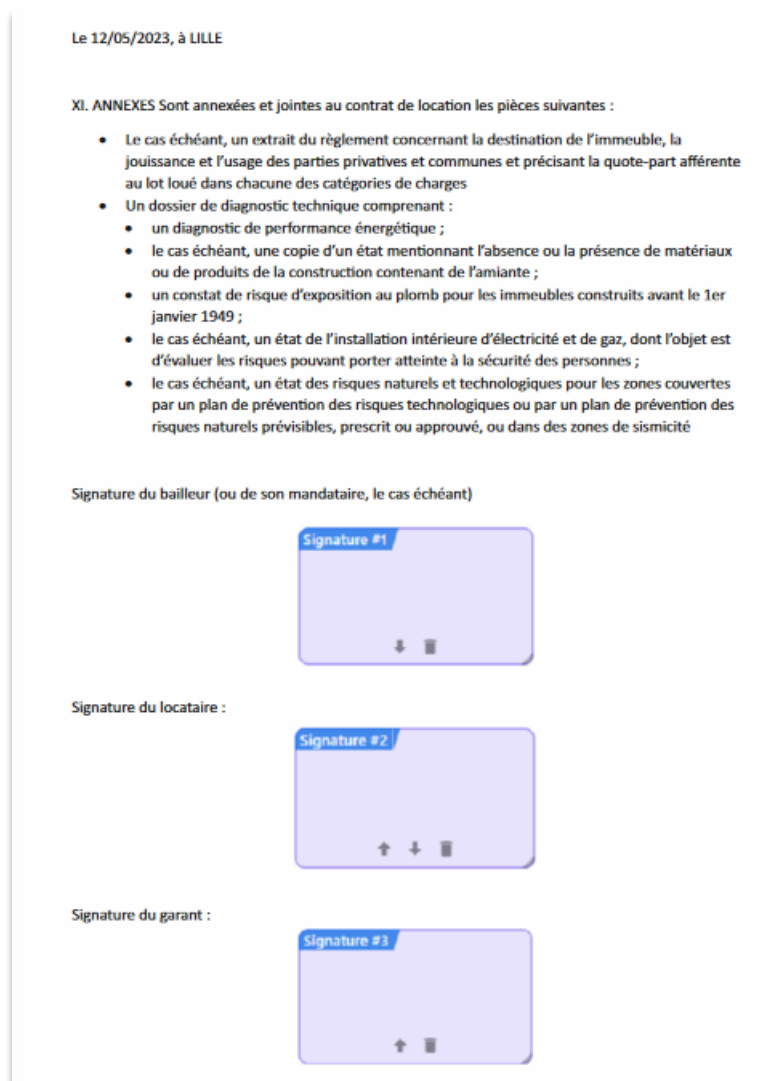 Le 12/05/2023, à LILLE
XI. ANNEXES Sont annexées et jointes au contrat de location les pièces suivantes :
• Le cas échéant, un extrait du règlement concernant la destination de l’immeuble, la
jouissance et l’usage des parties privatives et communes et précisant la quote-part afférente
au lot loué dans chacune des catégories de charges
• Un dossier de diagnostic technique comprenant :
• un diagnostic de performance énergétique ;
• le cas échéant, une copie d’un état mentionnant l’absence ou la présence de matériaux
ou de produits de la construction contenant de l’amiante ;
• un constat de risque d’exposition au plomb pour les immeubles construits avant le 1er
janvier 1949 ;
• le cas échéant, un état de l’installation intérieure d’électricité et de gaz, dont l’objet est
d’évaluer les risques pouvant porter atteinte à la sécurité des personnes ;
• le cas échéant, un état des risques naturels et technologiques pour les zones couvertes
par un plan de prévention des risques technologiques ou par un plan de prévention des
risques naturels prévisibles, prescrit ou approuvé, ou dans des zones de sismicité
Signature du bailleur (ou de son mandataire, le cas échéant)
Signature #1
Signature du locataire :
Signature #2
Signature du garant :
Signature #3